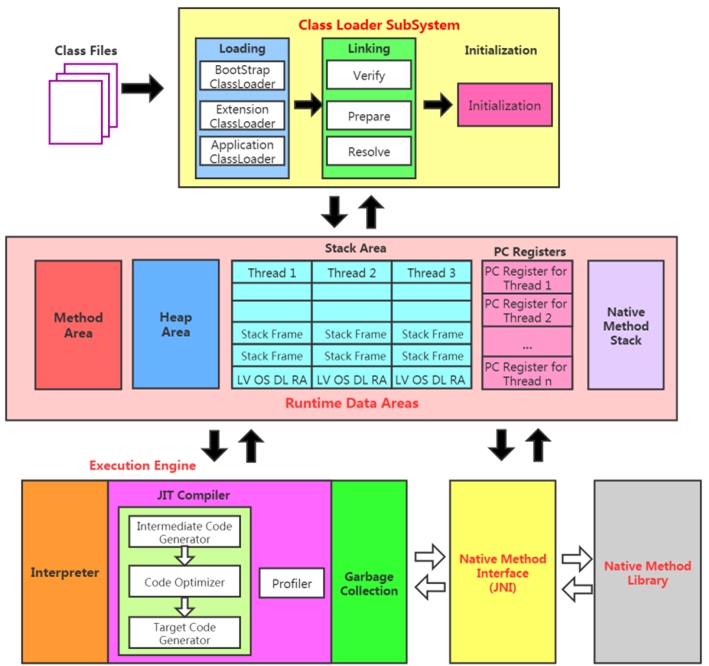 Class Loader SubSystem
Class Files
Loading
Linking
Initialization
BootStrap
ClassLoader
Extension
ClassLoader
Application
ClassLoader
Verify
Prepare
Resolve
Initialization
Stack Area
PC Registers
Method
Area
Heap
Area
Thread 1
Thread 2
Thread 3
Stack Frame
Stack Frame
Stack Frame
Stack Frame
Stack Frame
Stack Frame
LV OS DL RA
LV OS DL RA
LV OS DL RA
PC Register for
Thread 1
PC Register for
Thread 2
...
PC Register for
Thread n
Native
Method
Stack
Runtime Data Areas
Execution Engine
Interpreter
JIT Compiler
Intermediate Code
Generator
Code Optimizer
Target Code
Generator
Profiler
Garbage
Collection
Native Method
Interface
(JNI)
Native Method
Library